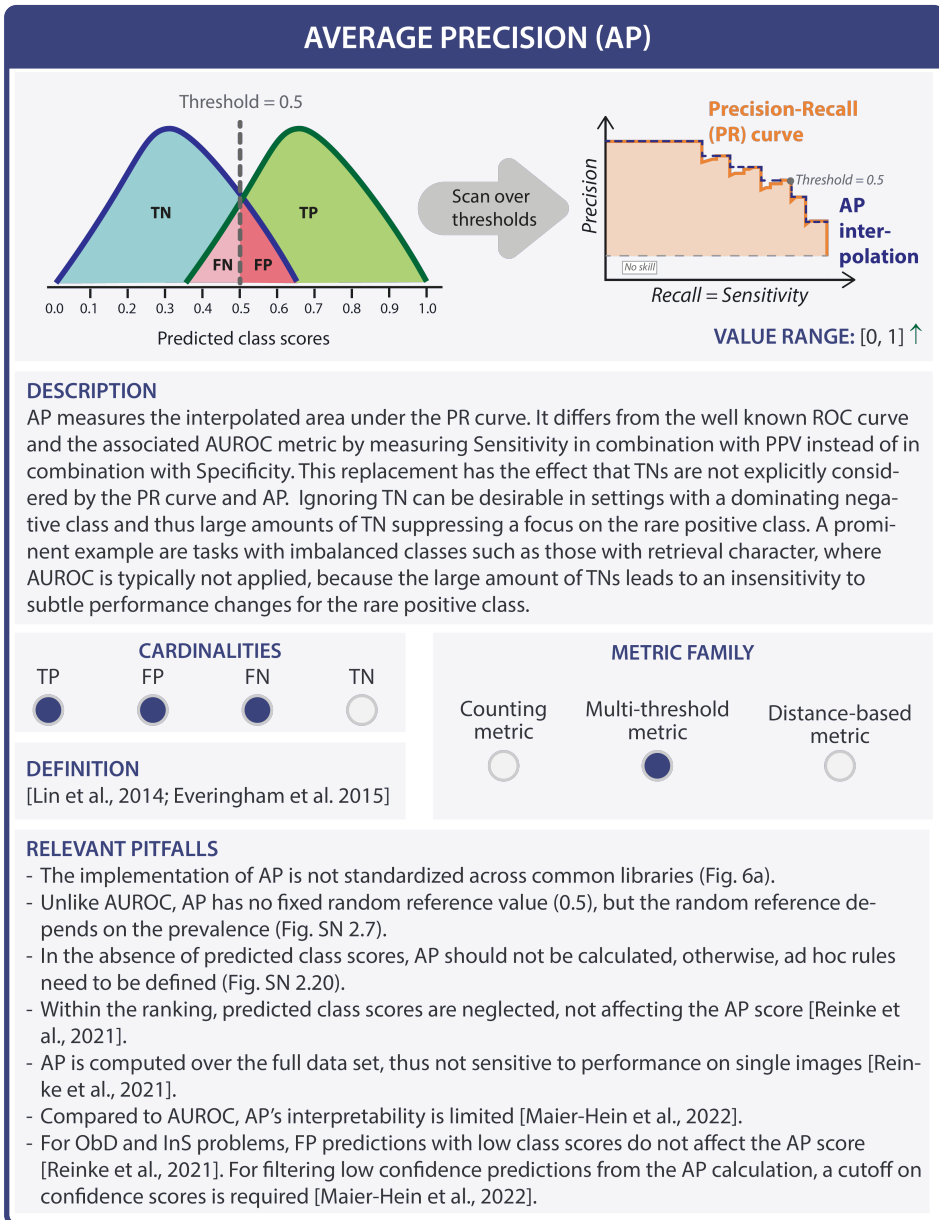 AVERAGE PRECISION (AP)
Threshold = 0.5
TN
TP
FN
FP
0.0 0.1 0.2 0.3 0.4 0.5 0.6 0.7 0.8 0.9 1.0
Predicted class scores
Scan over
thresholds
Precision-Recall
(PR) curve
Precision
Threshold = 0.5
AP
inter-
polation
No skill
Recall = Sensitivity
VALUE RANGE: [0, 1] ↑
DESCRIPTION
AP measures the interpolated area under the PR curve. It differs from the well known ROC curve
and the associated AUROC metric by measuring Sensitivity in combination with PPV instead of in
combination with Specificity. This replacement has the effect that TNs are not explicitly consid-
ered by the PR curve and AP. Ignoring TN can be desirable in settings with a dominating nega-
tive class and thus large amounts of TN suppressing a focus on the rare positive class. A promi-
nent example are tasks with imbalanced classes such as those with retrieval character, where
AUROC is typically not applied, because the large amount of TNs leads to an insensitivity to
subtle performance changes for the rare positive class.
CARDINALITIES
TP FP FN TN
DEFINITION
[Lin et al., 2014; Everingham et al. 2015]
METRIC FAMILY
Counting
metric
Multi-threshold
metric
Distance-based
metric
RELEVANT PITFALLS
- The implementation of AP is not standardized across common libraries (Fig. 6a).
- Unlike AUROC, AP has no fixed random reference value (0.5), but the random reference de-
pends on the prevalence (Fig. SN 2.7).
- In the absence of predicted class scores, AP should not be calculated, otherwise, ad hoc rules
need to be defined (Fig. SN 2.20).
- Within the ranking, predicted class scores are neglected, not affecting the AP score [Reinke et
al., 2021].
- AP is computed over the full data set, thus not sensitive to performance on single images [Rein-
ke et al., 2021].
- Compared to AUROC, AP's interpretability is limited [Maier-Hein et al., 2022].
- For ObD and InS problems, FP predictions with low class scores do not affect the AP score
[Reinke et al., 2021]. For filtering low confidence predictions from the AP calculation, a cutoff on
confidence scores is required [Maier-Hein et al., 2022].